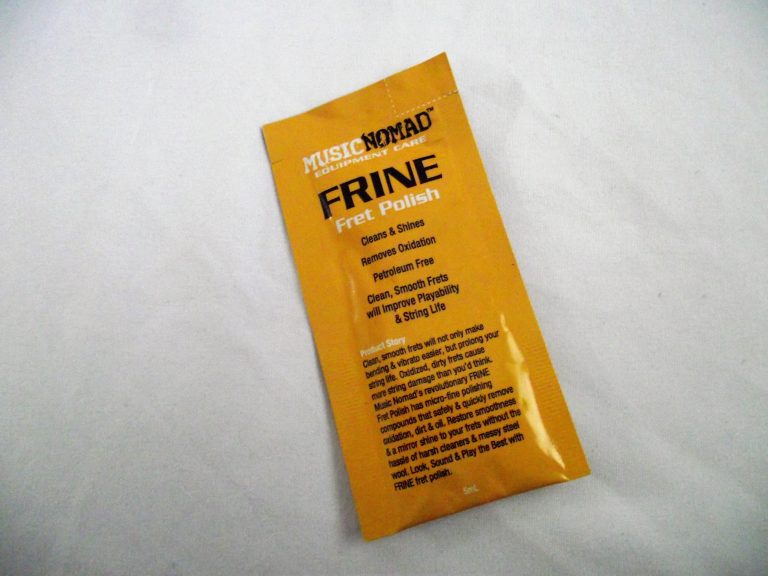 MUSICNOMAD™
EQUIPMENT CARE
FRINE
Fret Polish
Cleans & Shines
Removes Oxidation
Petroleum Free
Clean, Smooth Frets
will Improve Playability
& String Life
Product Story
Clean, smooth frets will not only make
bending & vibrato easier, but prolong your
string life. Oxidized, dirty frets cause
more string damage than you'd think.
Music Nomad's revolutionary FRINE
Fret Polish has micro-fine polishing
compounds that safely & quickly remove
oxidation, dirt & oil. Restore smoothness
& a mirror shine to your frets without the
hassle of harsh cleaners & messy steel
wool. Look, Sound & Play the Best with
FRINE fret polish.
5mL